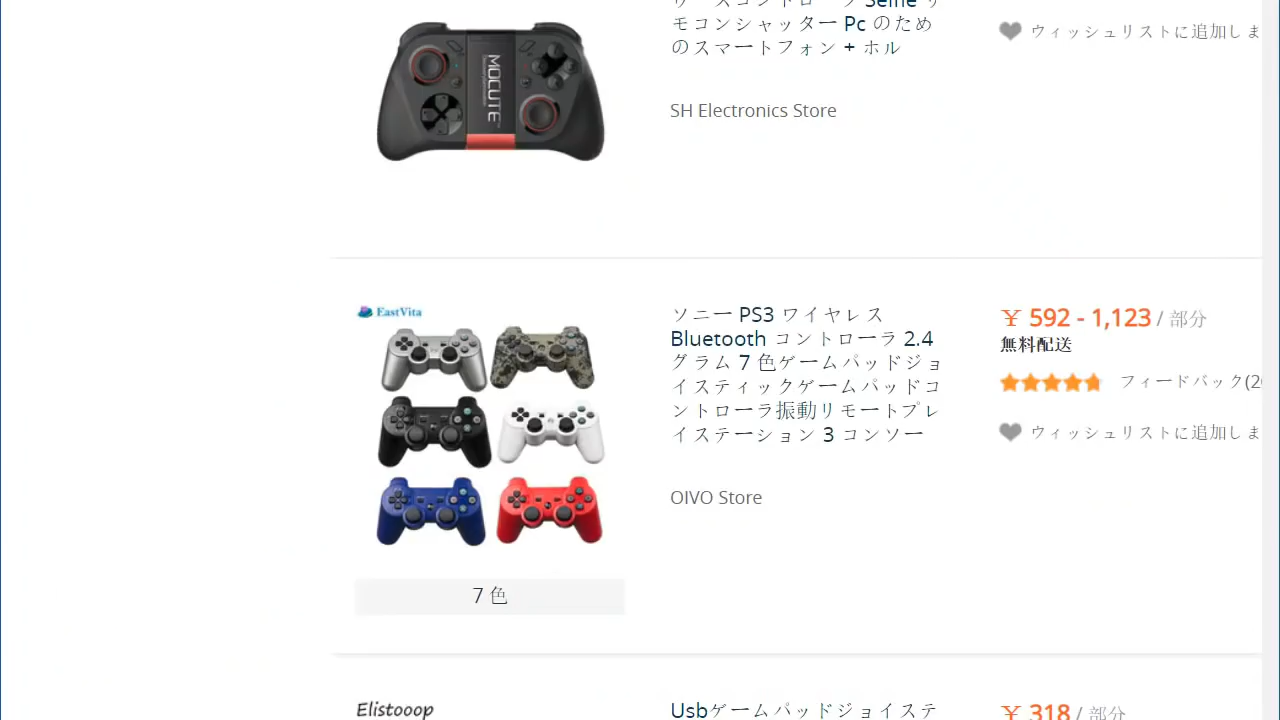 ウィッシュリストに追加しま
モコンシャッター Pc のため
のスマートフォン + ホル
MOCUTE
SH Electronics Store
EastVita
ソニー PS3 ワイヤレス
Bluetooth コントローラ 2.4
グラム 7 色ゲームパッドジョ
イスティックゲームパッドコ
ントローラ振動リモートプレ
イステーション 3 コンソー
¥ 592 - 1,123 / 部分
無料配送
フィードバック(2
ウィッシュリストに追加しま
OIVO Store
7 色
Elistooop
Usbゲームパッドジョイステ
¥ 318 / 部分